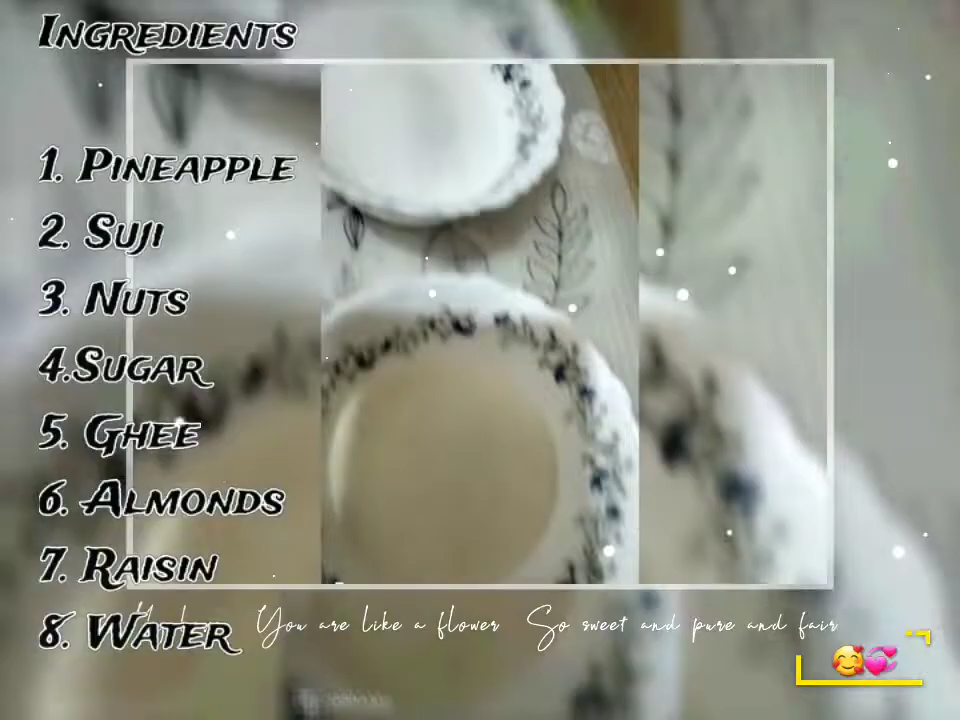 INGREDIENTS
1. PINEAPPLE
2. SUJI
3. NUTS
4.SUGAR
5. GHEE
6. ALMONDS
7. RAISIN
8. WATER
You are like a flower So sweet and pure and fair